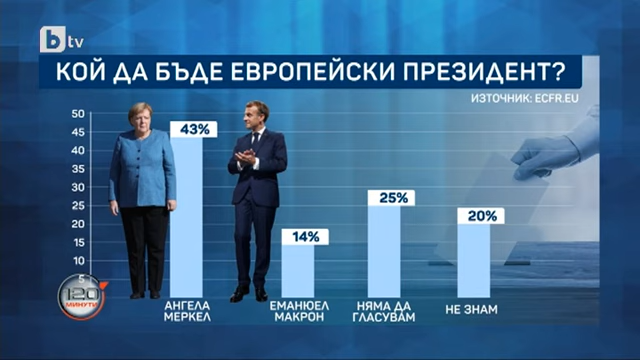 btv
КОЙ ДА БЪДЕ ЕВРОПЕЙСКИ ПРЕЗИДЕНТ?
ИЗТОЧНИК: ECFR.EU
50
45
40
35
30
25
20
15
10
5
43%
14%
25%
20%
АНГЕЛА
МЕРКЕЛ
ЕМАНЮЕЛ
МАКРОН
НЯМА ДА
ГЛАСУВАМ
НЕ ЗНАМ
120
МИНУТИ